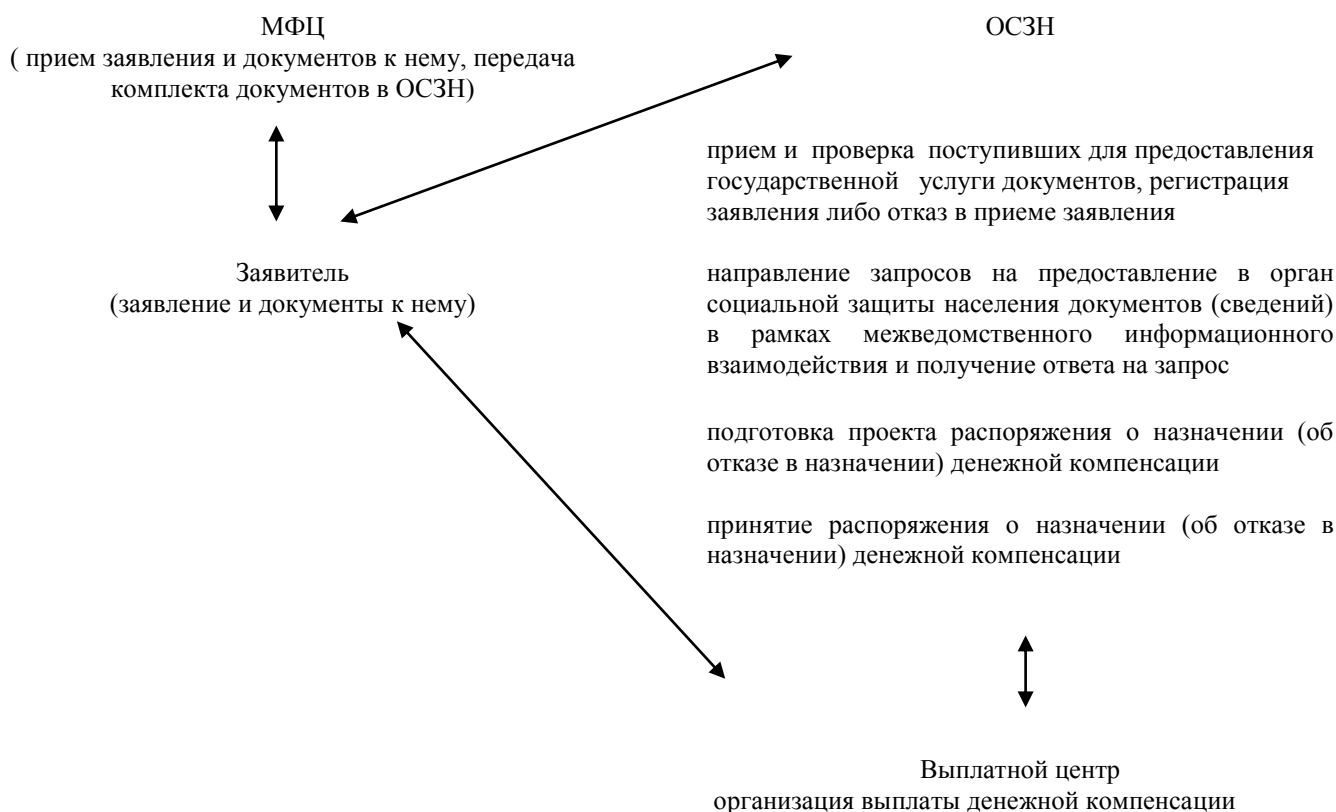 МФЦ
( прием заявления и документов к нему, передача
комплекта документов в ОСЗН)
Заявитель
(заявление и документы к нему)
ОСЗН
прием и проверка поступивших для предоставления
государственной услуги документов, регистрация
заявления либо отказ в приеме заявления
направление запросов на предоставление в орган
социальной защиты населения документов (сведений)
в рамках межведомственного информационного
взаимодействия и получение ответа на запрос
подготовка проекта распоряжения о назначении (об
отказе в назначении) денежной компенсации
принятие распоряжения о назначении (об отказе в
назначении) денежной компенсации
Выплатной центр
организация выплаты денежной компенсации